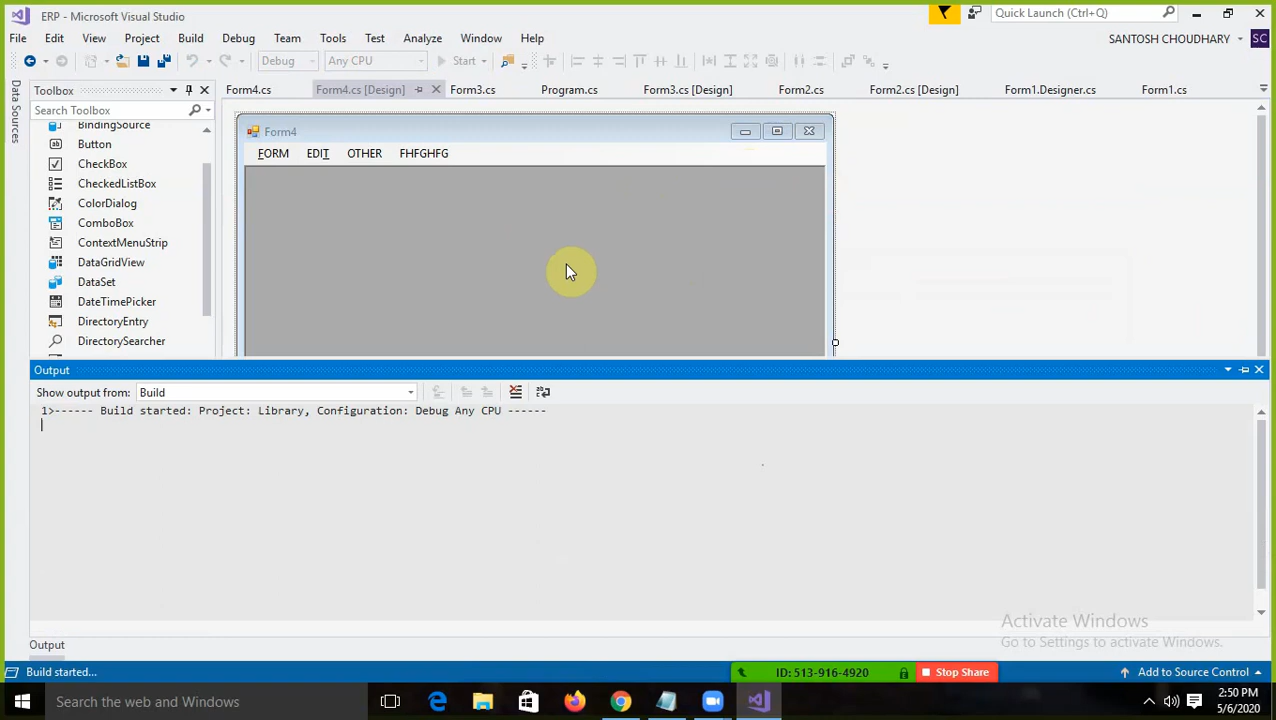 ERP - Microsoft Visual Studio
Quick Launch (Ctrl+Q)
File Edit View Project Build Debug Team Tools Test Analyze Window Help
SANTOSH CHOUDHARY SC
Debug Any CPU Start
Data Sources
Toolbox
Form4.cs Form4.cs [Design] Form3.cs Program.cs Form3.cs [Design] Form2.cs Form2.cs [Design] Form1.Designer.cs Form1.cs
Search Toolbox
BindingSource
Button
CheckBox
CheckedListBox
ColorDialog
ComboBox
ContextMenuStrip
DataGridView
DataSet
DateTimePicker
DirectoryEntry
DirectorySearcher
Form4
FORM EDIT OTHER FHFGHFG
Output
Show output from: Build
1>------ Build started: Project: Library, Configuration: Debug Any CPU ------
Activate Windows
Go to Settings to activate Windows.
Output
Build started...
ID: 513-916-4920 Stop Share
Add to Source Control
Search the web and Windows
2:50 PM
5/6/2020